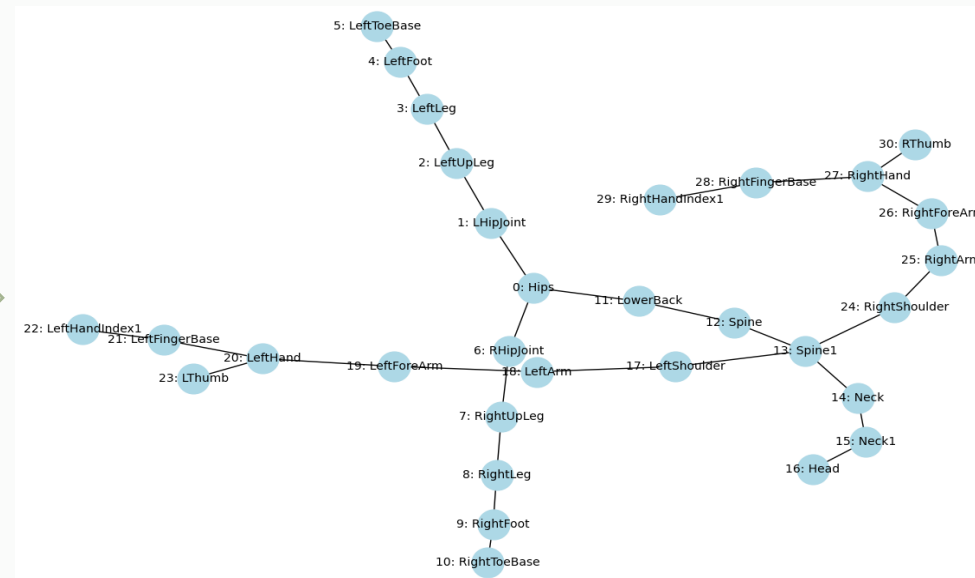 5: LeftToeBase
4: LeftFoot
3: LeftLeg
30: RThumb
2: LeftUpLeg
27: RightHand
28: RightFingerBase
29: RightHandIndex1
26: RightForeArm
1: LHipJoint
25: RightArm
0: Hips
11: LowerBack
24: RightShoulder
12: Spine
22: LeftHandIndex1
21: LeftFingerBase
6: RHipJoint
13: Spine1
20: LeftHand
19: LeftForeArm
17: LeftShoulder
18: LeftArm
23: LThumb
14: Neck
7: RightUpLeg
15: Neck1
16: Head
8: RightLeg
9: RightFoot
10: RightToeBase